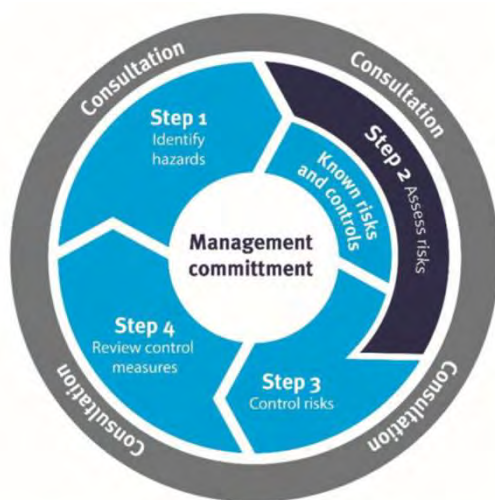 Consultation
Consultation
Step 1
Identify
hazards
Step 2 Assess risks
Known risks
and controls
Management
committment
Step 4
Review control
measures
Step 3
Control risks
Consultation
Consultation